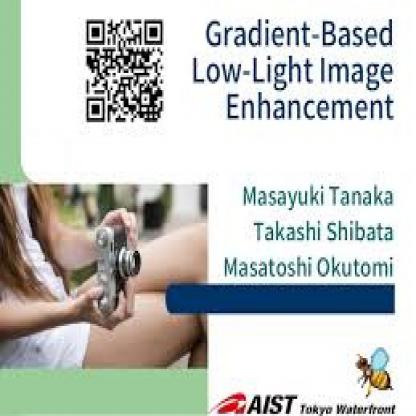 Gradient-Based
Low-Light Image
Enhancement
Masayuki Tanaka
Takashi Shibata
Masatoshi Okutomi
AIST Tokyo Waterfront